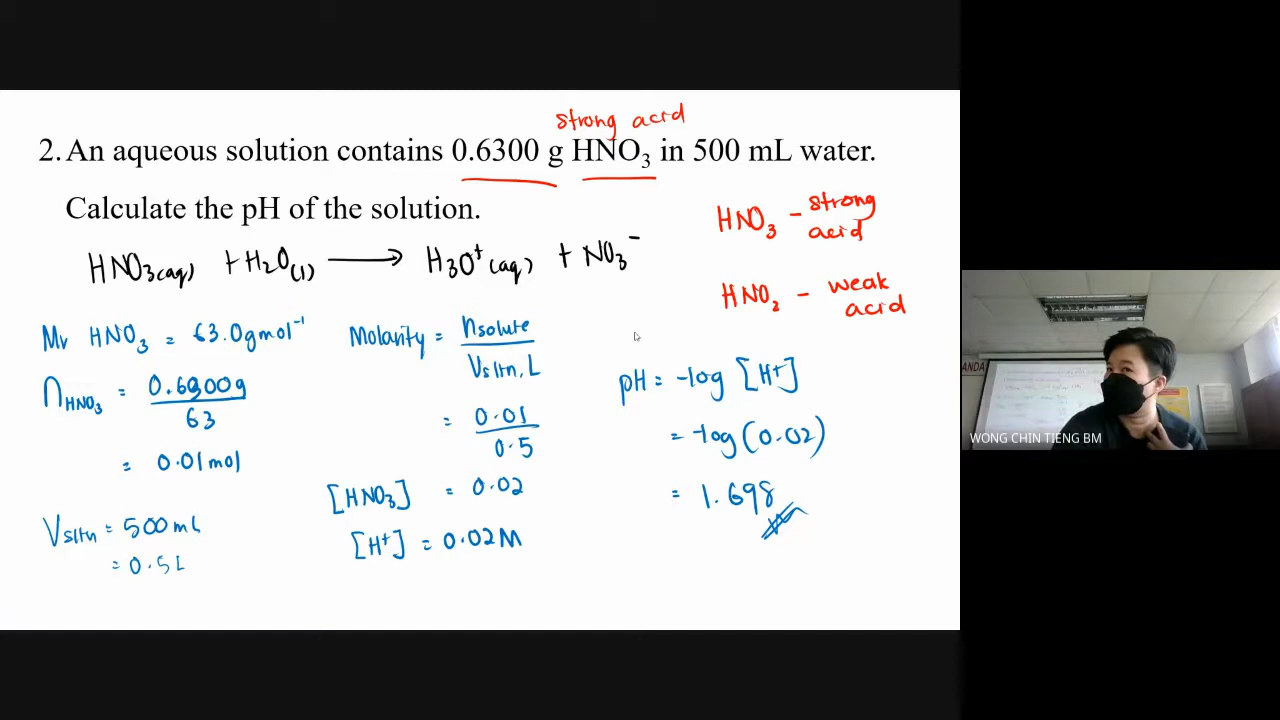 strong acid
2. An aqueous solution contains 0.6300 g HNO₃ in 500 mL water.
Calculate the pH of the solution.
HNO₃(aq) + H₂O(l) ⟶ H₃O⁺(aq) + NO₃⁻
HNO₃ - strong
acid
HNO₂ - weak
acid
Mr HNO₃ = 63.0gmol⁻¹
nHNO₃ = 0.6300g
63
= 0.01mol
Vsltn = 500mL
= 0.5L
Molarity = nsolute
Vsltn, L
= 0.01
0.5
[HNO₃] = 0.02
[H⁺] = 0.02M
pH = -log [H⁺]
= -log(0.02)
= 1.698
WONG CHIN TIENG BM